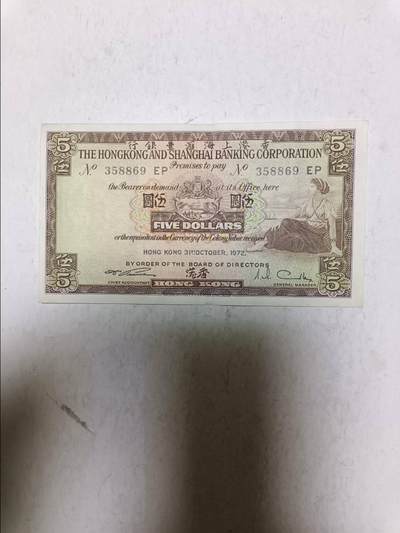 5 行銀豐滙海上港香 5
THE HONGKONG AND SHANGHAI BANKING CORPORATION
No 358869 EP Promises to pay No 358869 EP
the Bearer on demand at its Office here
圓伍 圓伍
FIVE DOLLARS
or the equivalent in the Currency of the Colony value received
HONG KONG 31ST OCTOBER, 1972.
BY ORDER OF THE BOARD OF DIRECTORS
5 伍 港香 伍 5
CHIEF ACCOUNTANT HONG KONG GENERAL MANAGER